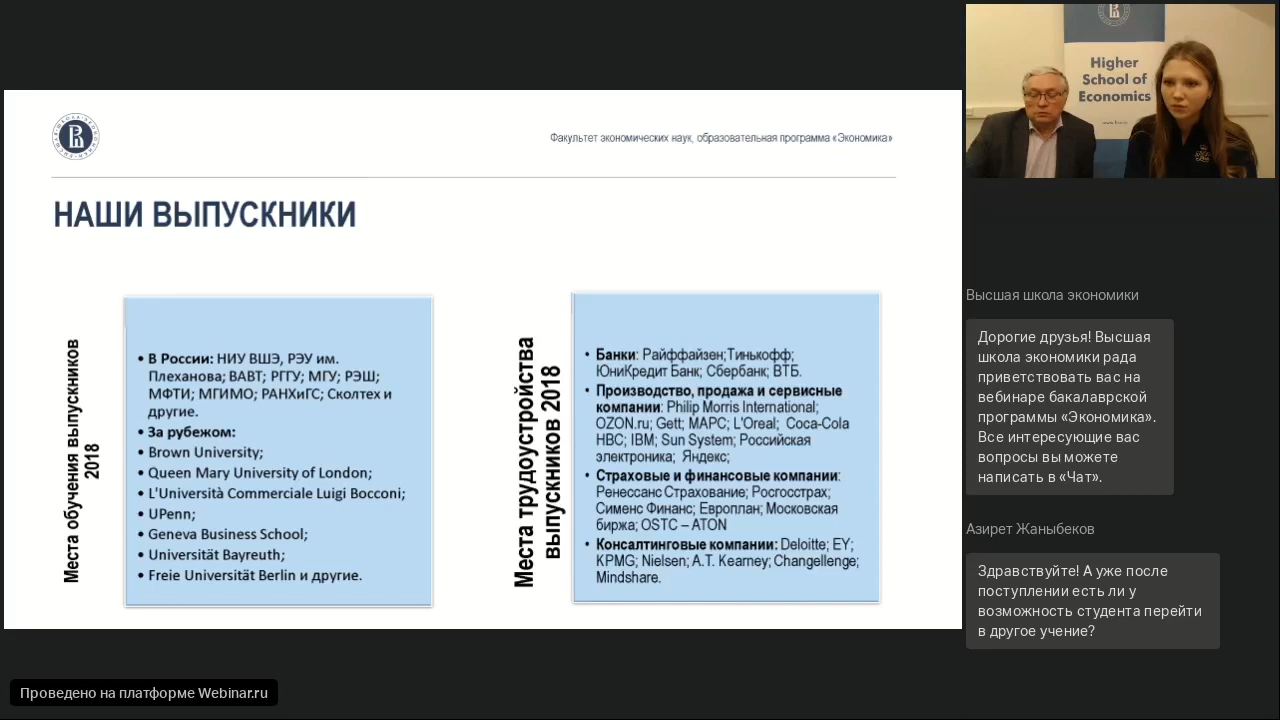 Факультет экономических наук, образовательная программа «Экономика»
НАШИ ВЫПУСКНИКИ
Места обучения выпускников
2018
• В России: НИУ ВШЭ, РЭУ им.
Плеханова; ВАВТ; РГГУ; МГУ; РЭШ;
МФТИ; МГИМО; РАНХиГС; Сколтех и
другие.
• За рубежом:
• Brown University;
• Queen Mary University of London;
• L'Università Commerciale Luigi Bocconi;
• UPenn;
• Geneva Business School;
• Universität Bayreuth;
• Freie Universität Berlin и другие.
Места трудоустройства
выпускников 2018
• Банки: Райффайзен;Тинькофф;
ЮниКредит Банк; Сбербанк; ВТБ.
• Производство, продажа и сервисные
компании: Philip Morris International;
OZON.ru; Gett; МАРС; L'Oreal; Coca-Cola
HBC; IBM; Sun System; Российская
электроника; Яндекс;
• Страховые и финансовые компании:
Ренессанс Страхование; Росгосстрах;
Сименс Финанс; Европлан; Московская
биржа; OSTC – ATON
• Консалтинговые компании: Deloitte; EY;
KPMG; Nielsen; A.T. Kearney; Changellenge;
Mindshare.
Higher
School of
Economics
Высшая школа экономики
Дорогие друзья! Высшая
школа экономики рада
приветствовать вас на
вебинаре бакалаврской
программы «Экономика».
Все интересующие вас
вопросы вы можете
написать в «Чат».
Азирет Жаныбеков
Здравствуйте! А уже после
поступлении есть ли у
возможность студента перейти
в другое учение?
Проведено на платформе Webinar.ru